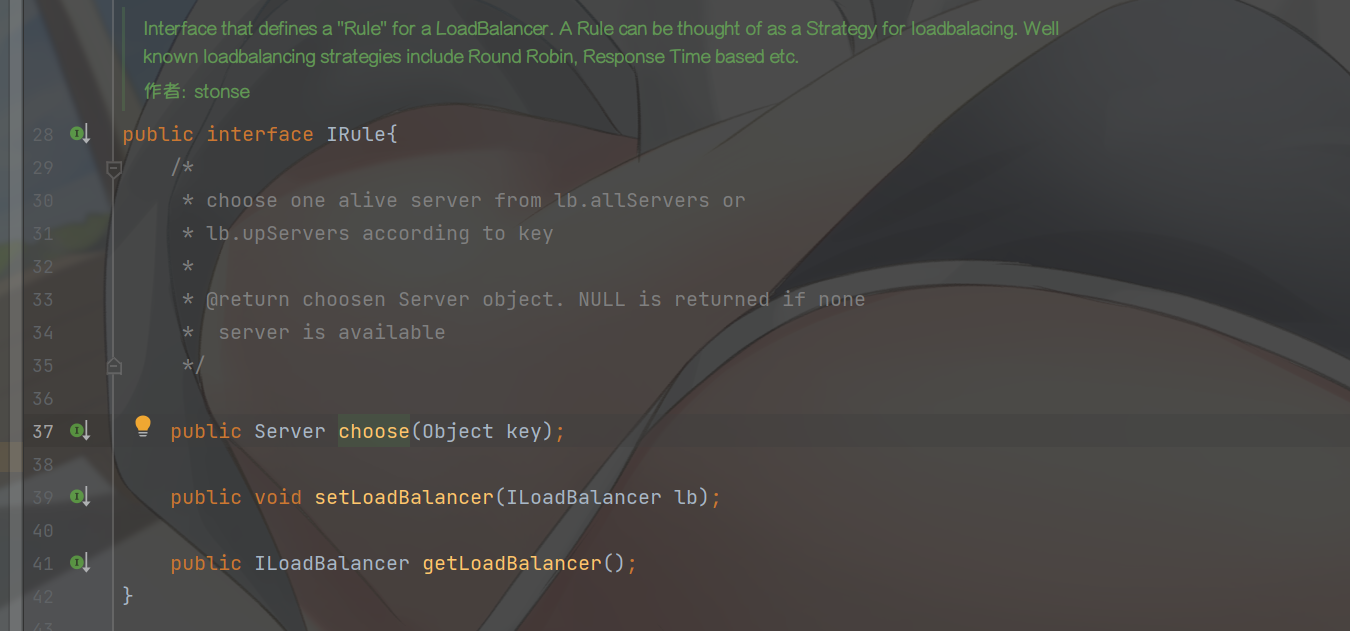 Interface that defines a "Rule" for a LoadBalancer. A Rule can be thought of as a Strategy for loadbalacing. Well
known loadbalancing strategies include Round Robin, Response Time based etc.
作者: stonse
28 public interface IRule{
29 /*
30 * choose one alive server from lb.allServers or
31 * lb.upServers according to key
32 *
33 * @return choosen Server object. NULL is returned if none
34 *  server is available
35 */
36
37 public Server choose(Object key);
38
39 public void setLoadBalancer(ILoadBalancer lb);
40
41 public ILoadBalancer getLoadBalancer();
42 }
43